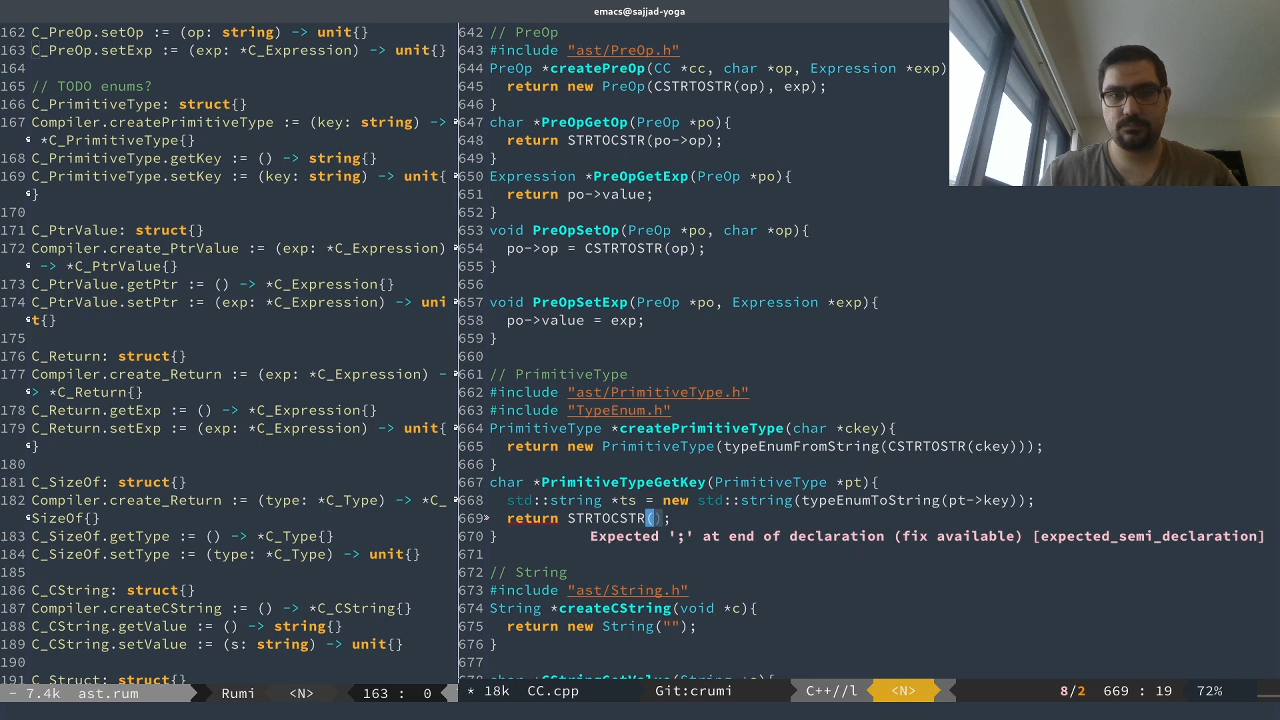 emacs@sajjad-yoga
162 C_PreOp.setOp := (op: string) -> unit{}
163 C_PreOp.setExp := (exp: *C_Expression) -> unit{}
164
165 // TODO enums?
166 C_PrimitiveType: struct{}
167 Compiler.createPrimitiveType := (key: string) ->
*C_PrimitiveType{}
168 C_PrimitiveType.getKey := () -> string{}
169 C_PrimitiveType.setKey := (key: string) -> unit{
}
170
171 C_PtrValue: struct{}
172 Compiler.create_PtrValue := (exp: *C_Expression)
-> *C_PtrValue{}
173 C_PtrValue.getPtr := () -> *C_Expression{}
174 C_PtrValue.setPtr := (exp: *C_Expression) -> uni
t{}
175
176 C_Return: struct{}
177 Compiler.create_Return := (exp: *C_Expression) -
> *C_Return{}
178 C_Return.getExp := () -> *C_Expression{}
179 C_Return.setExp := (exp: *C_Expression) -> unit{
}
180
181 C_SizeOf: struct{}
182 Compiler.create_Return := (type: *C_Type) -> *C_
SizeOf{}
183 C_SizeOf.getType := () -> *C_Type{}
184 C_SizeOf.setType := (type: *C_Type) -> unit{}
185
186 C_CString: struct{}
187 Compiler.createCString := () -> *C_CString{}
188 C_CString.getValue := () -> string{}
189 C_CString.setValue := (s: string) -> unit{}
190
191 C_Struct: struct{}
- 7.4k ast.rum Rumi <N> 163 : 0
642 // PreOp
643 #include "ast/PreOp.h"
644 PreOp *createPreOp(CC *cc, char *op, Expression *exp)
645 return new PreOp(CSTRTOSTR(op), exp);
646 }
647 char *PreOpGetOp(PreOp *po){
648 return STRTOCSTR(po->op);
649 }
650 Expression *PreOpGetExp(PreOp *po){
651 return po->value;
652 }
653 void PreOpSetOp(PreOp *po, char *op){
654 po->op = CSTRTOSTR(op);
655 }
656
657 void PreOpSetExp(PreOp *po, Expression *exp){
658 po->value = exp;
659 }
660
661 // PrimitiveType
662 #include "ast/PrimitiveType.h"
663 #include "TypeEnum.h"
664 PrimitiveType *createPrimitiveType(char *ckey){
665 return new PrimitiveType(typeEnumFromString(CSTRTOSTR(ckey)));
666 }
667 char *PrimitiveTypeGetKey(PrimitiveType *pt){
668 std::string *ts = new std::string(typeEnumToString(pt->key));
669 » return STRTOCSTR();
670 } Expected ';' at end of declaration (fix available) [expected_semi_declaration]
671
672 // String
673 #include "ast/String.h"
674 String *createCString(void *c){
675 return new String("");
676 }
677
* 18k CC.cpp Git:crumi C++//l <N> 8/2 669 : 19 72%